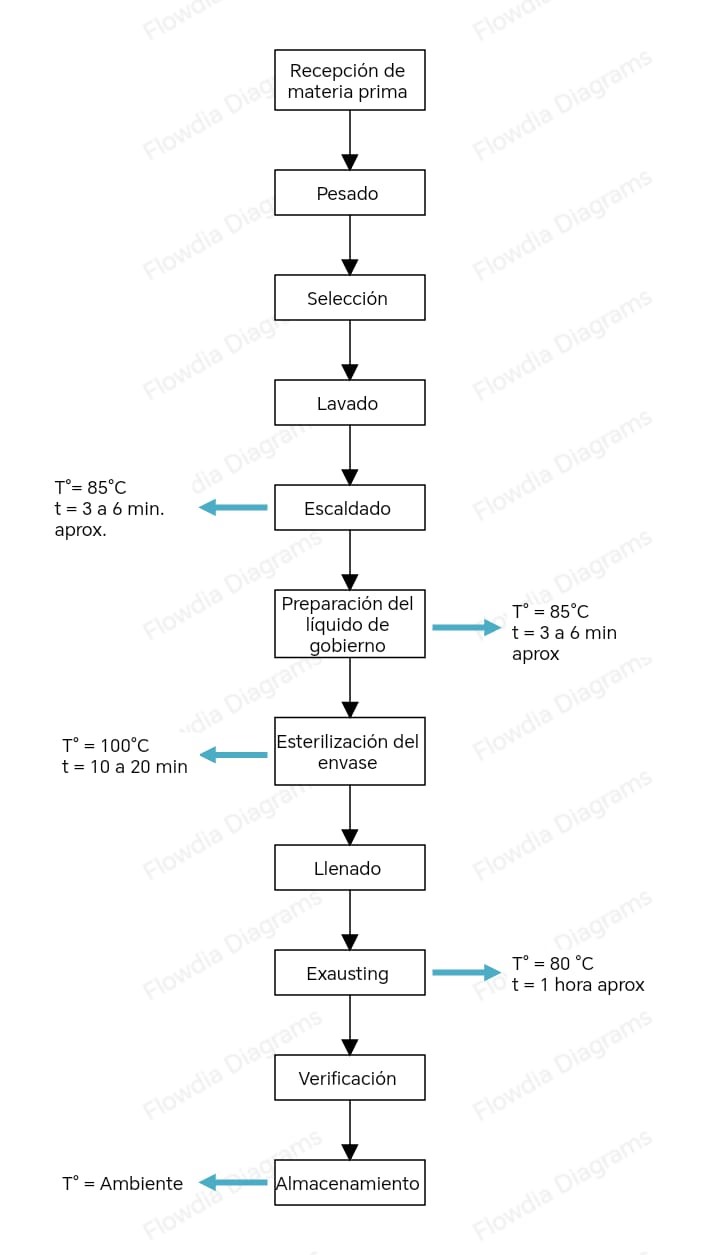 Recepción de
materia prima
Pesado
Selección
Lavado
T°= 85°C
t = 3 a 6 min.
aprox.
Escaldado
Preparación del
líquido de
gobierno
T° = 85°C
t = 3 a 6 min
aprox
T° = 100°C
t = 10 a 20 min
Esterilización del
envase
Llenado
Exausting
T° = 80 °C
t = 1 hora aprox
Verificación
T° = Ambiente
Almacenamiento
Flowdia Diagrams